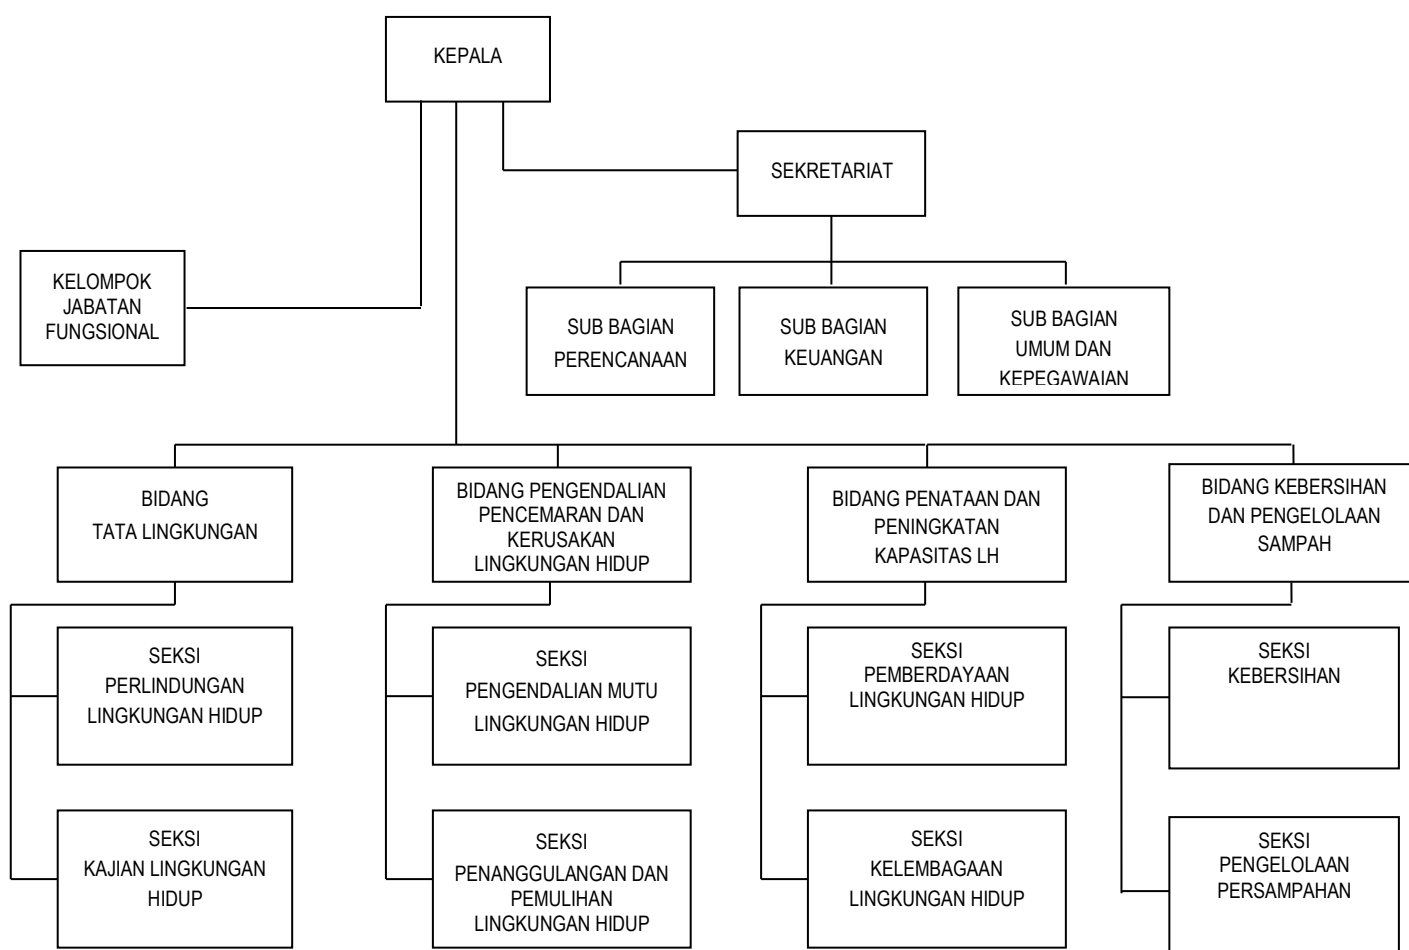 KEPALA
SEKRETARIAT
KELOMPOK
JABATAN
FUNGSIONAL
SUB BAGIAN
PERENCANAAN
SUB BAGIAN
KEUANGAN
SUB BAGIAN
UMUM DAN
KEPEGAWAIAN
BIDANG
TATA LINGKUNGAN
BIDANG PENGENDALIAN
PENCEMARAN DAN
KERUSAKAN
LINGKUNGAN HIDUP
BIDANG PENATAAN DAN
PENINGKATAN
KAPASITAS LH
BIDANG KEBERSIHAN
DAN PENGELOLAAN
SAMPAH
SEKSI
PERLINDUNGAN
LINGKUNGAN HIDUP
SEKSI
PENGENDALIAN MUTU
LINGKUNGAN HIDUP
SEKSI
PEMBERDAYAAN
LINGKUNGAN HIDUP
SEKSI
KEBERSIHAN
SEKSI
KAJIAN LINGKUNGAN
HIDUP
SEKSI
PENANGGULANGAN DAN
PEMULIHAN
LINGKUNGAN HIDUP
SEKSI
KELEMBAGAAN
LINGKUNGAN HIDUP
SEKSI
PENGELOLAAN
PERSAMPAHAN